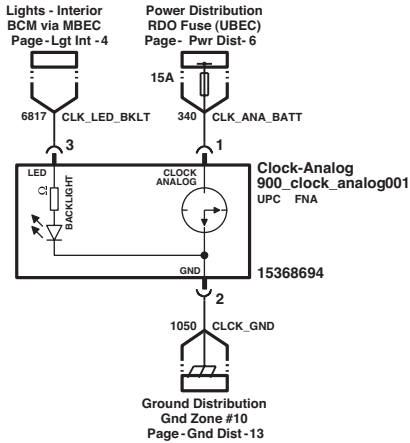 Lights - Interior
BCM via MBEC
Page - Lgt Int - 4
Power Distribution
RDO Fuse (UBEC)
Page - Pwr Dist - 6
15A
6817 CLK_LED_BKLT
340 CLK_ANA_BATT
3
1
LED
Ω
BACKLIGHT
CLOCK
ANALOG
Clock-Analog
900_clock_analog001
UPC FNA
GND
15368694
2
1050 CLCK_GND
Ground Distribution
Gnd Zone #10
Page - Gnd Dist - 13